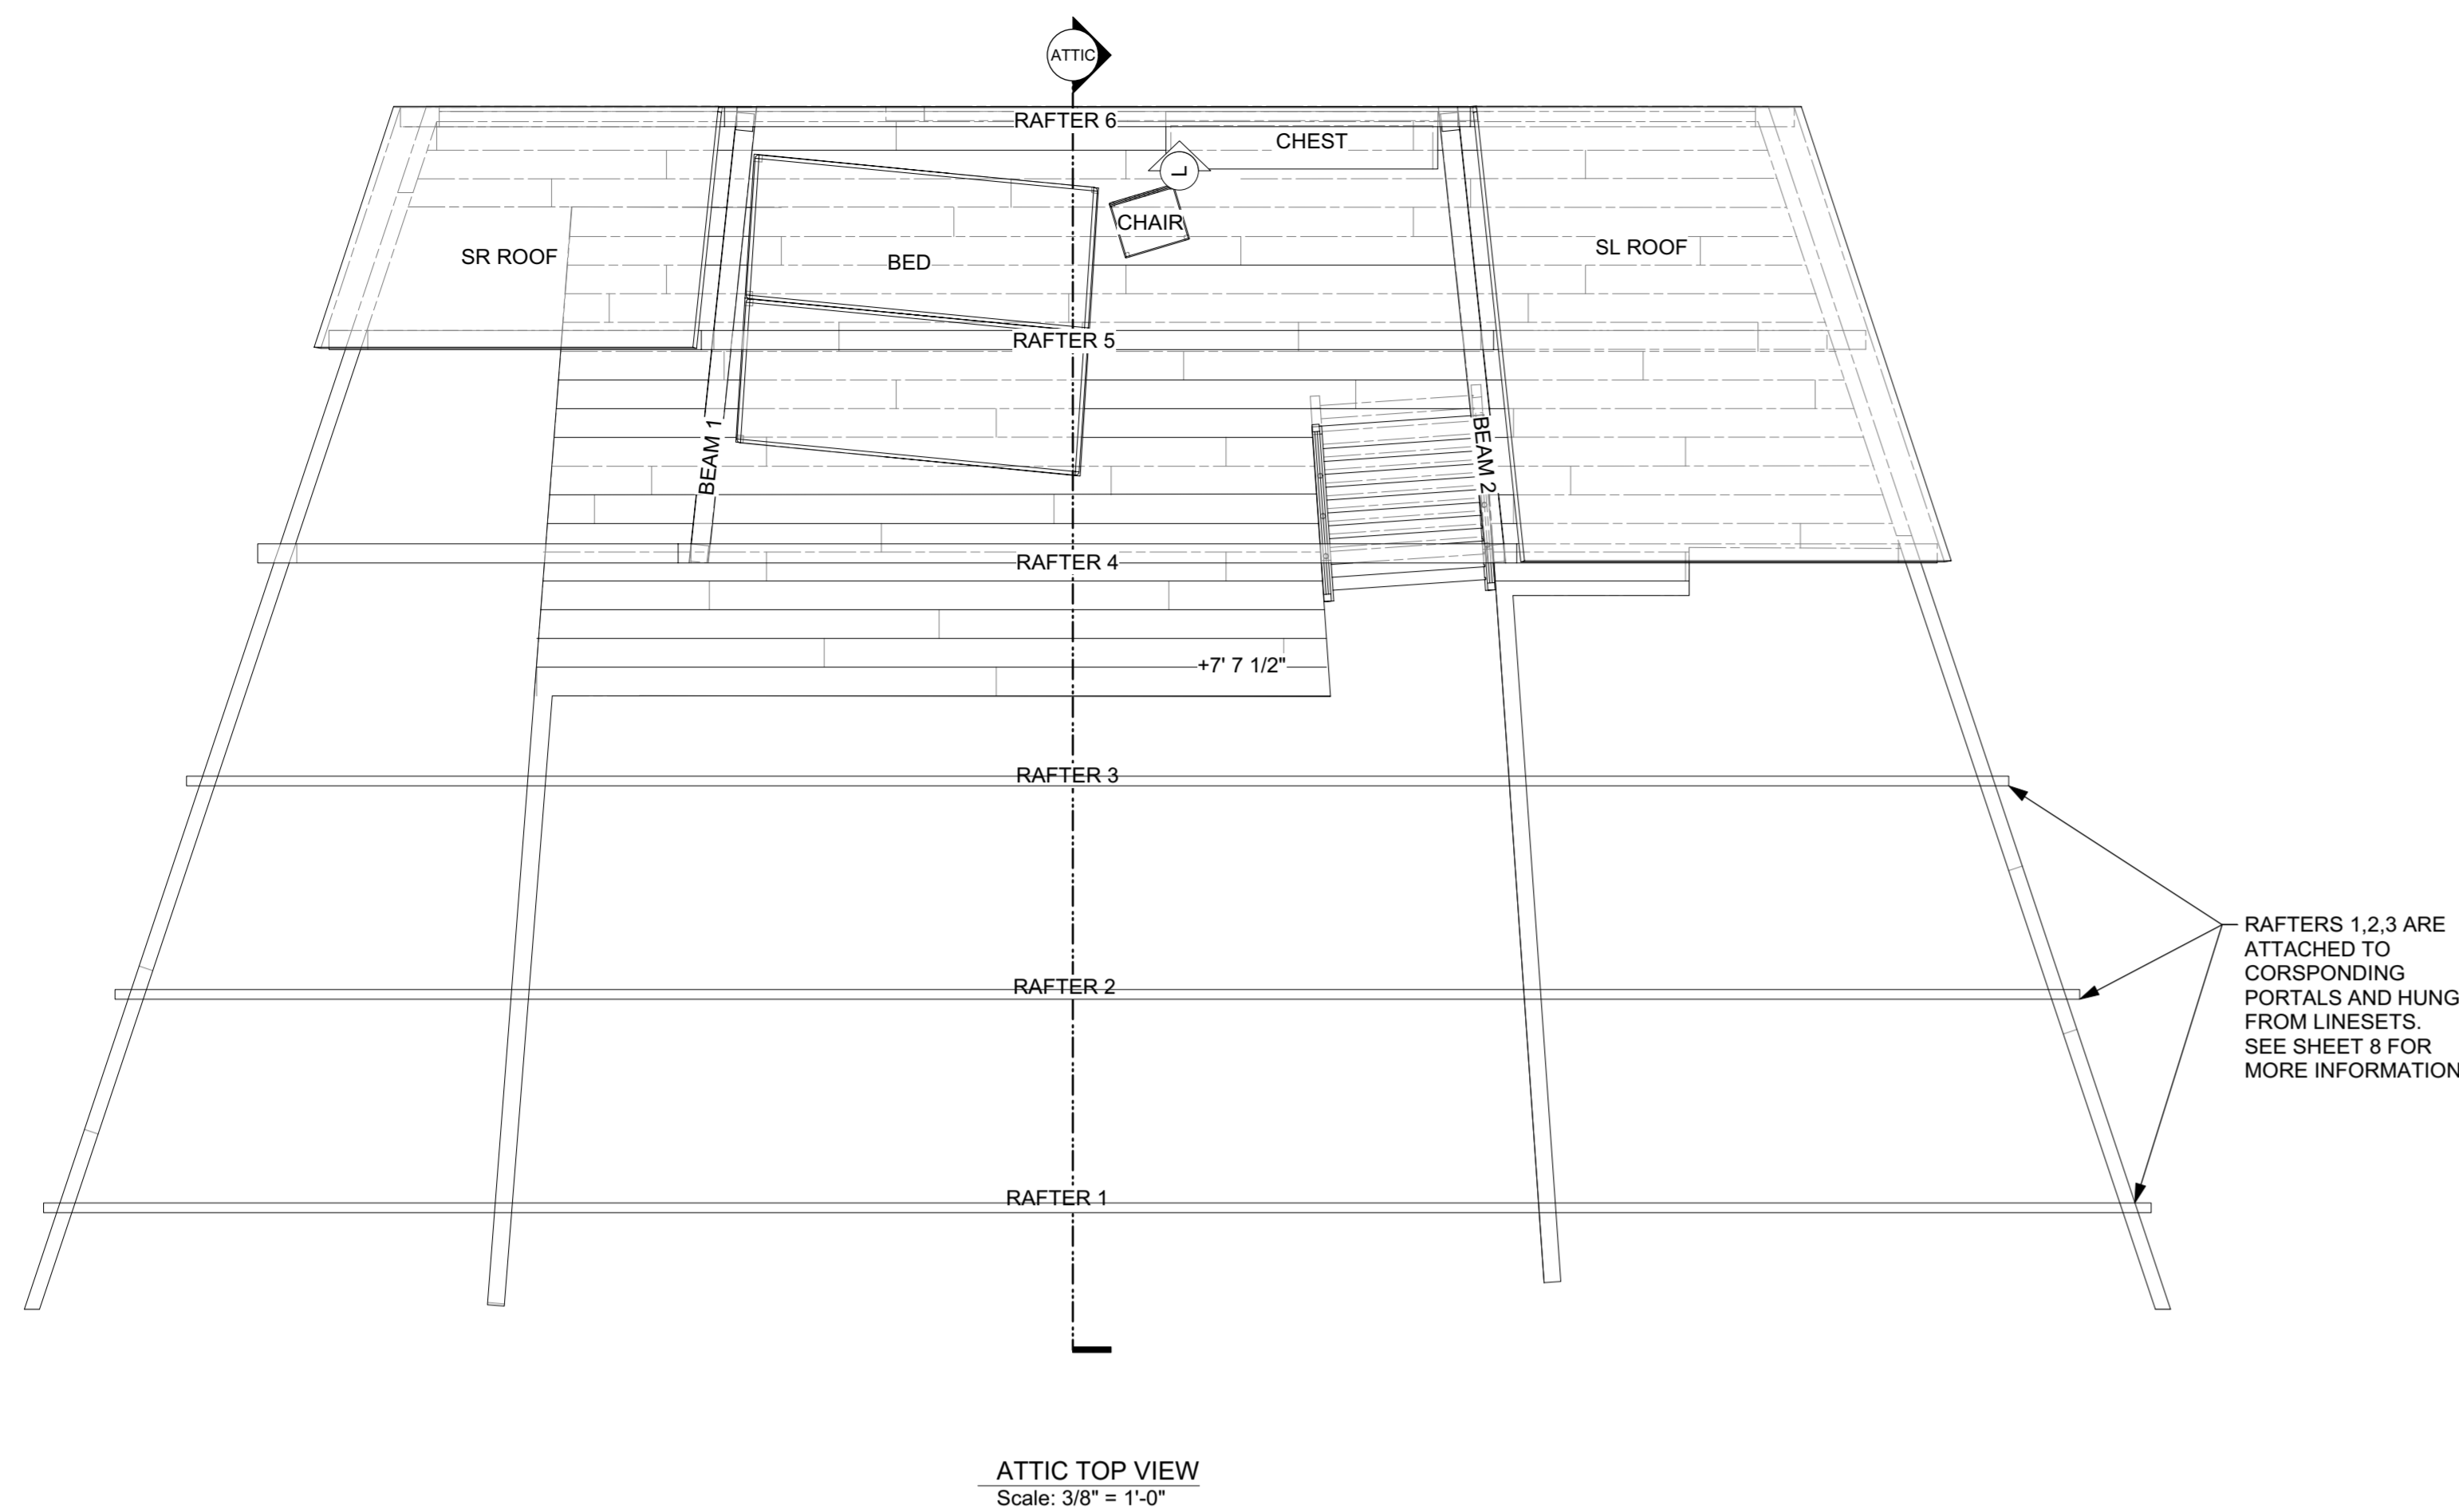 ATTIC
RAFTER 6
CHEST
L
CHAIR
SR ROOF
BED
SL ROOF
RAFTER 5
BEAM 1
BEAM 2
RAFTER 4
+7' 7 1/2"
RAFTER 3
RAFTERS 1,2,3 ARE
ATTACHED TO
CORSPONDING
PORTALS AND HUNG
FROM LINESETS.
SEE SHEET 8 FOR
MORE INFORMATION
RAFTER 2
RAFTER 1
ATTIC TOP VIEW
Scale: 3/8" = 1'-0"